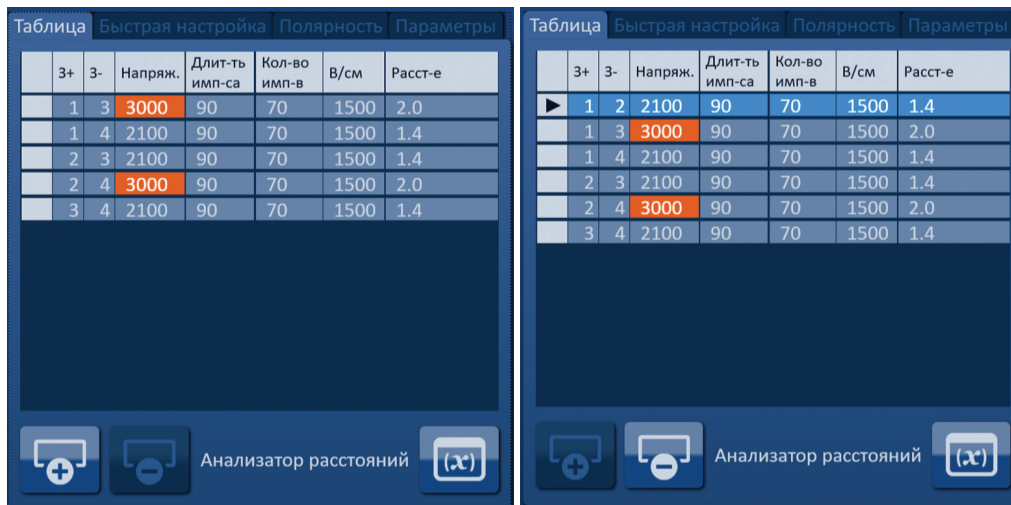 Таблица Быстрая настройка Полярность Параметры
З+ З- Напряж. Длит-ть имп-са Кол-во имп-в В/см Расст-е
1 3 3000 90 70 1500 2.0
1 4 2100 90 70 1500 1.4
2 3 2100 90 70 1500 1.4
2 4 3000 90 70 1500 2.0
3 4 2100 90 70 1500 1.4
Анализатор расстояний (x)
Таблица Быстрая настройка Полярность Параметры
З+ З- Напряж. Длит-ть имп-са Кол-во имп-в В/см Расст-е
1 2 2100 90 70 1500 1.4
1 3 3000 90 70 1500 2.0
1 4 2100 90 70 1500 1.4
2 3 2100 90 70 1500 1.4
2 4 3000 90 70 1500 2.0
3 4 2100 90 70 1500 1.4
Анализатор расстояний (x)